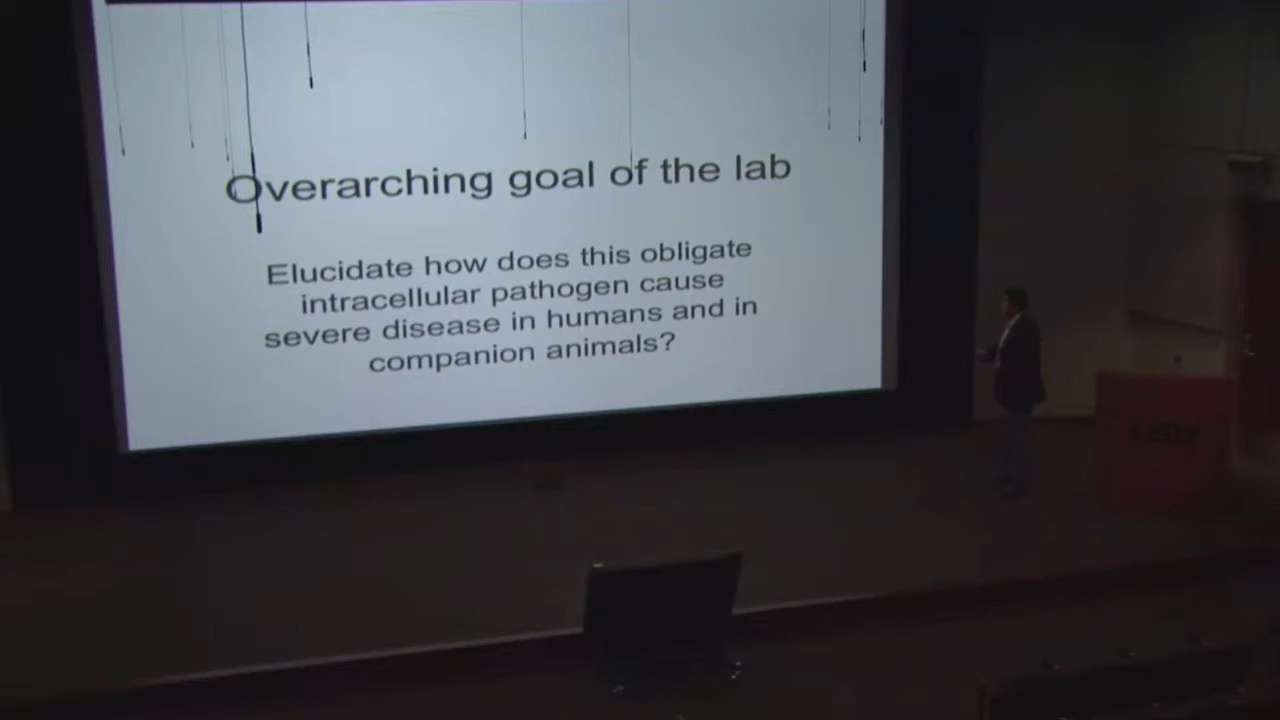 Overarching goal of the lab
Elucidate how does this obligate
intracellular pathogen cause
severe disease in humans and in
companion animals?